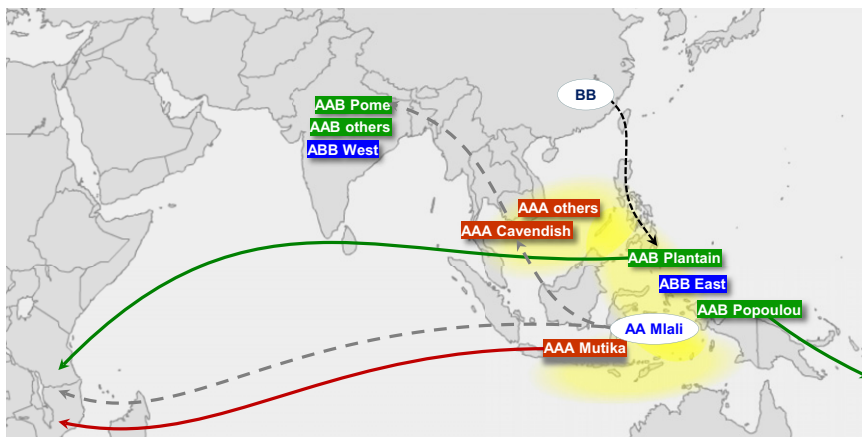 BB
AAB Pome
AAB others
ABB West
AAA others
AAA Cavendish
AAB Plantain
ABB East
AAB Popoulou
AA Mlali
AAA Mutika